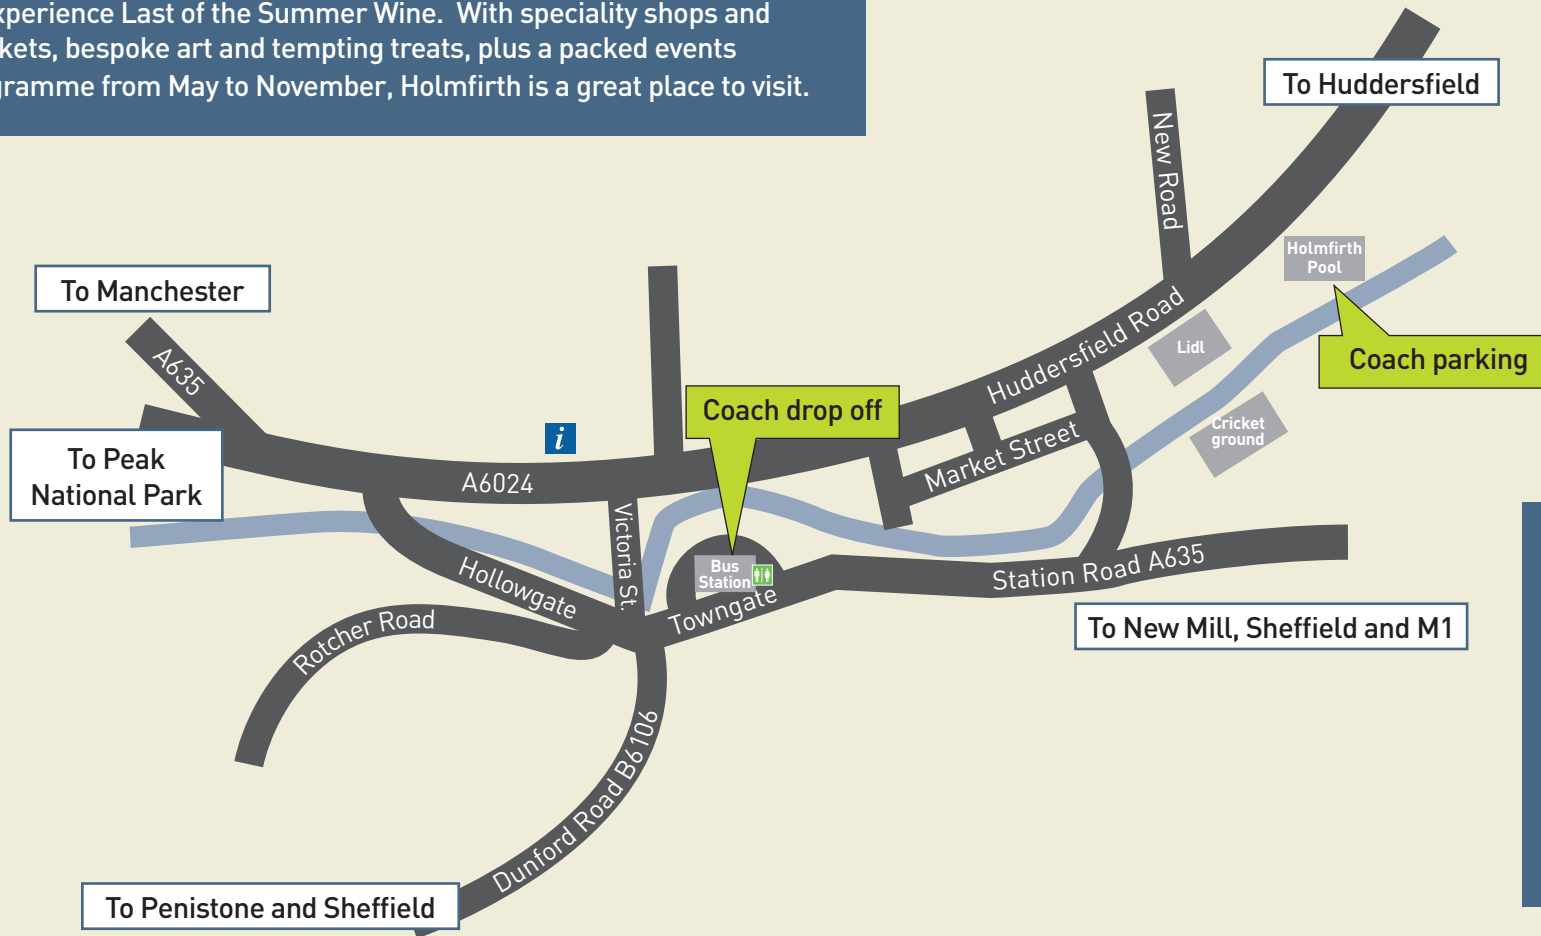 xperience Last of the Summer Wine. With speciality shops and
kets, bespoke art and tempting treats, plus a packed events
gramme from May to November, Holmfirth is a great place to visit.
To Huddersfield
New Road
Holmfirth
Pool
To Manchester
A635
Huddersfield Road
Lidl
Coach parking
Coach drop off
Cricket
ground
To Peak
National Park
i
A6024
Market Street
Victoria St.
Hollowgate
Bus
Station
Towngate
Station Road A635
Rotcher Road
To New Mill, Sheffield and M1
Dunford Road B6106
To Penistone and Sheffield